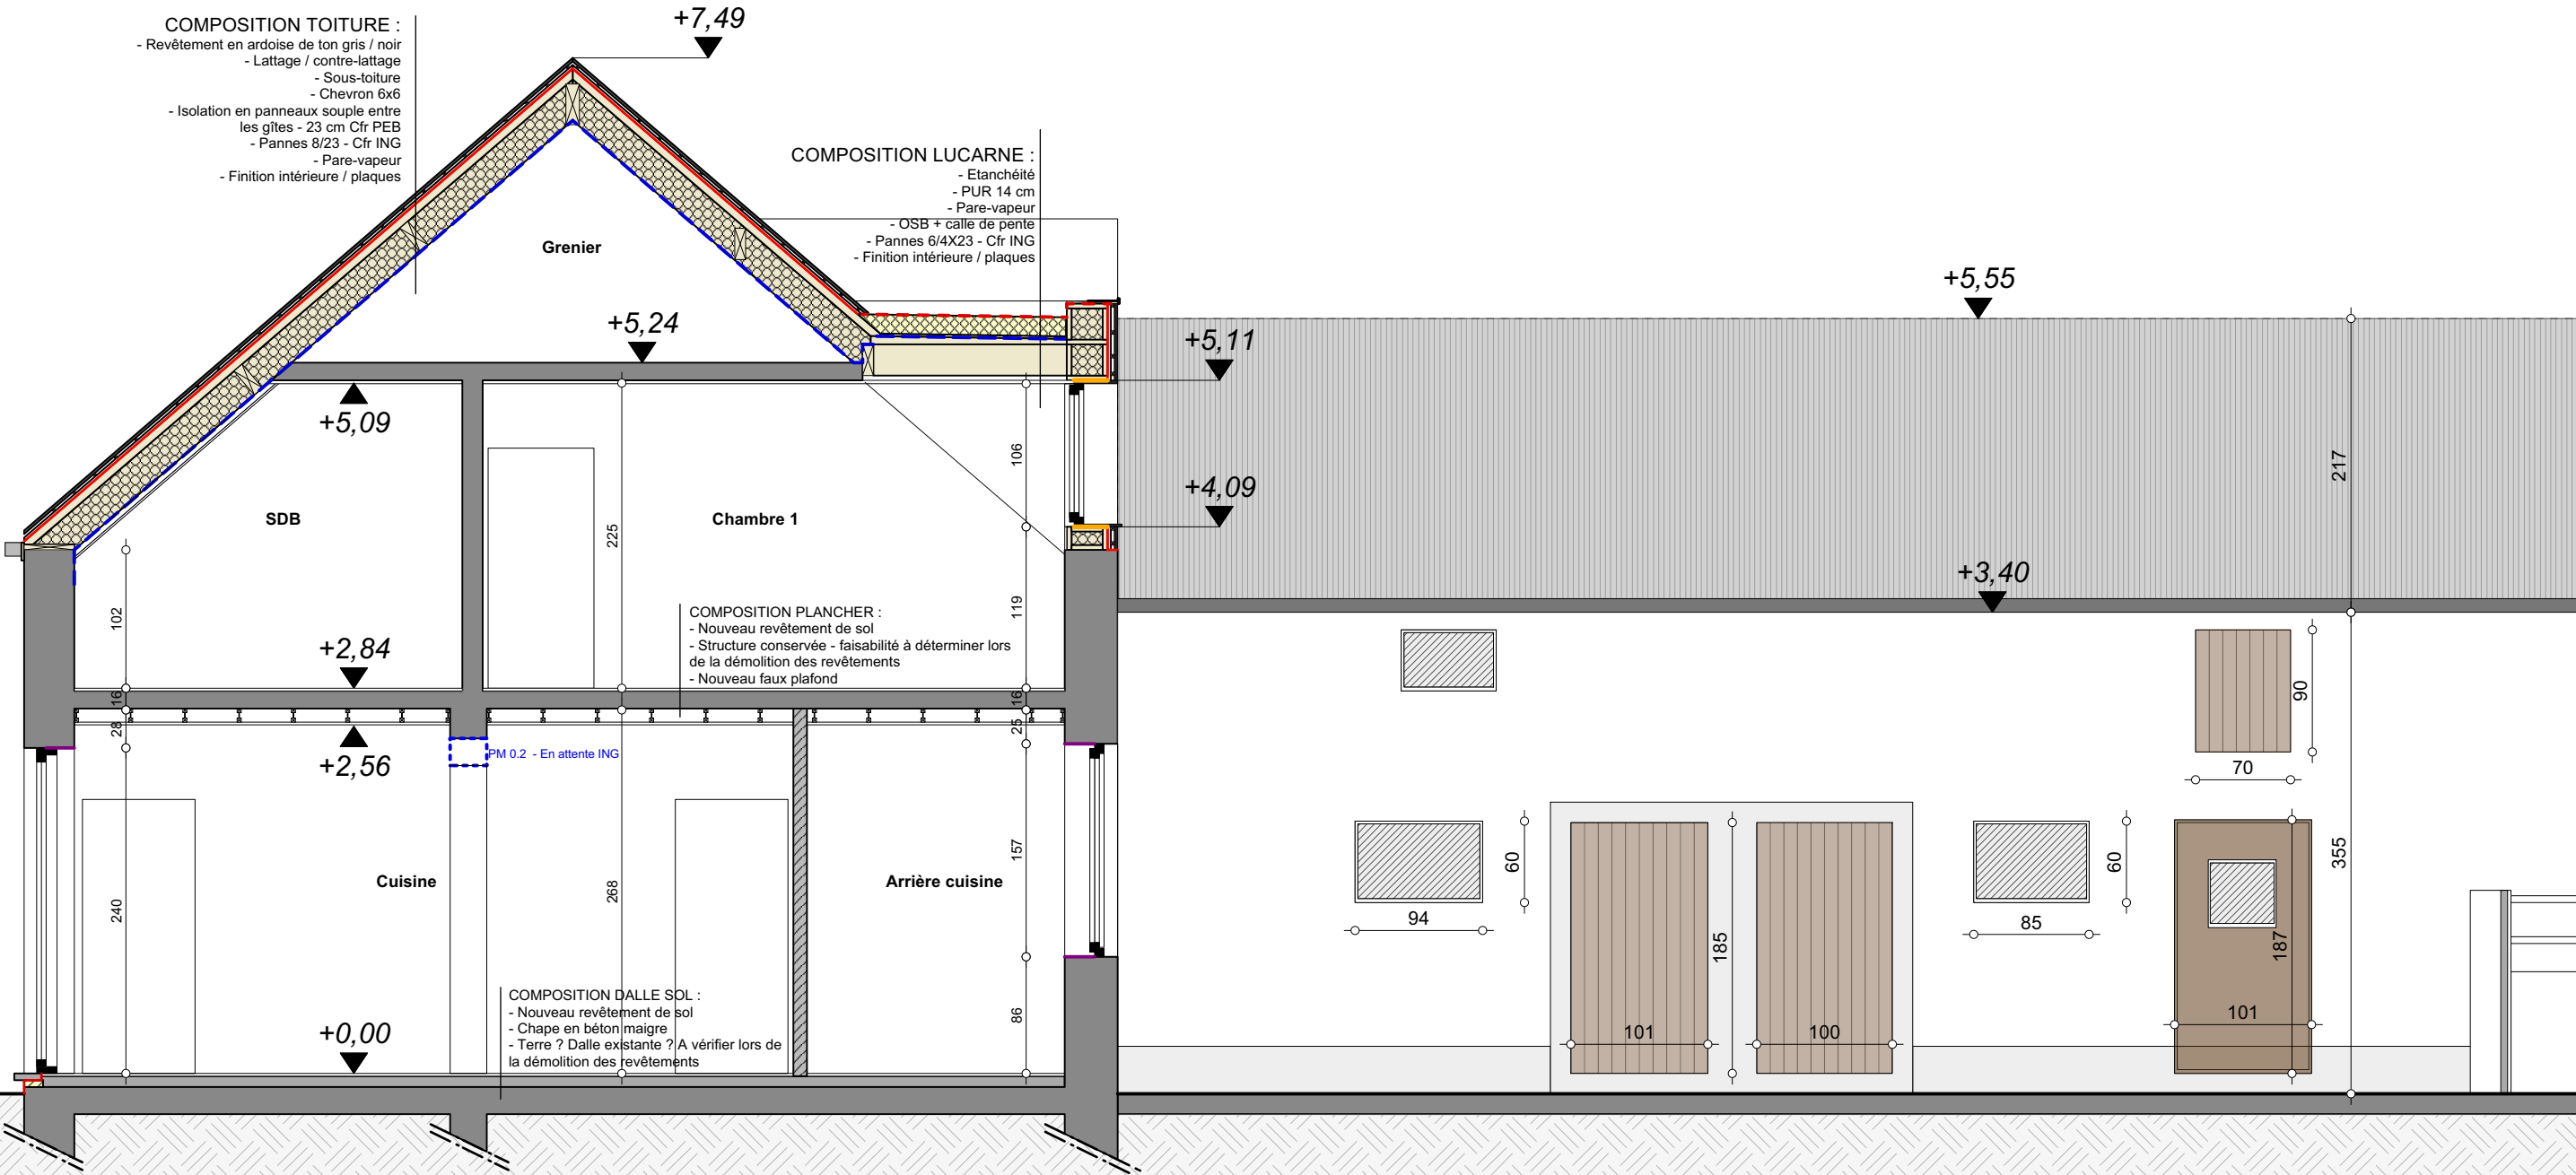 COMPOSITION TOITURE :
- Revêtement en ardoise de ton gris / noir
- Lattage / contre-lattage
- Sous-toiture
- Chevron 6x6
- Isolation en panneaux souple entre
les gîtes - 23 cm Cfr PEB
- Pannes 8/23 - Cfr ING
- Pare-vapeur
- Finition intérieure / plaques
+7,49
COMPOSITION LUCARNE :
- Etanchéité
- PUR 14 cm
- Pare-vapeur
- OSB + calle de pente
- Pannes 6/4X23 - Cfr ING
- Finition intérieure / plaques
Grenier
+5,24
+5,55
+5,11
+5,09
106
217
+4,09
SDB
225
Chambre 1
+3,40
102
119
COMPOSITION PLANCHER :
- Nouveau revêtement de sol
- Structure conservée - faisabilité à déterminer lors
de la démolition des revêtements
- Nouveau faux plafond
+2,84
16
16
28
25
90
70
PM 0.2 - En attente ING
+2,56
157
60
60
355
Cuisine
268
Arrière cuisine
240
94
85
185
187
COMPOSITION DALLE SOL :
- Nouveau revêtement de sol
- Chape en béton maigre
- Terre ? Dalle existante ? A vérifier lors de
la démolition des revêtements
86
+0,00
101
100
101